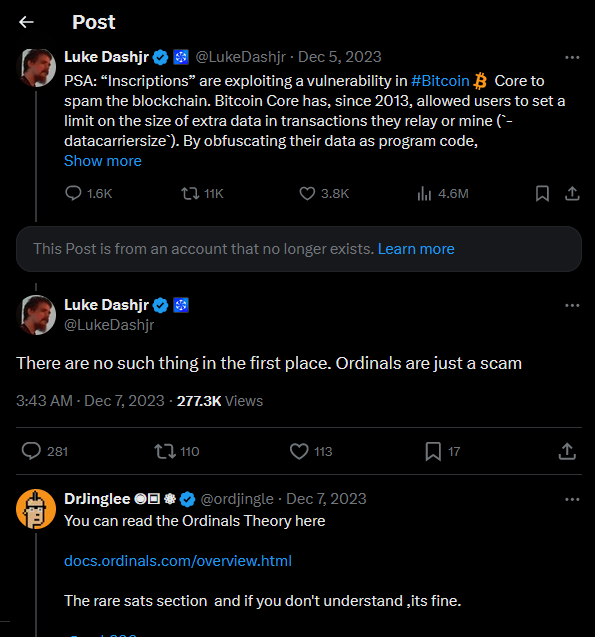 Post
Luke Dashjr @LukeDashjr · Dec 5, 2023
PSA: “Inscriptions” are exploiting a vulnerability in #Bitcoin Core to
spam the blockchain. Bitcoin Core has, since 2013, allowed users to set a
limit on the size of extra data in transactions they relay or mine (`-
datacarriersize`). By obfuscating their data as program code,
Show more
1.6K 11K 3.8K 4.6M
This Post is from an account that no longer exists. Learn more
Luke Dashjr
@LukeDashjr
There are no such thing in the first place. Ordinals are just a scam
3:43 AM · Dec 7, 2023 · 277.3K Views
281 110 113 17
DrJinglee @ordjingle · Dec 7, 2023
You can read the Ordinals Theory here
docs.ordinals.com/overview.html
The rare sats section and if you don't understand ,its fine.